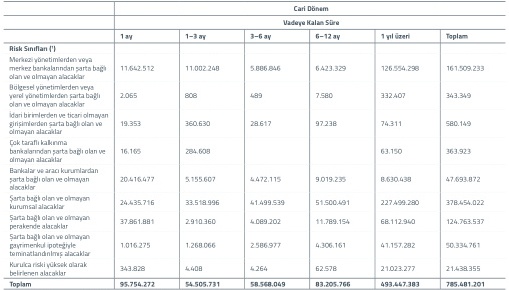 Cari Dönem
Vadeye Kalan Süre
1 ay 1–3 ay 3–6 ay 6–12 ay 1 yıl üzeri Toplam
Risk Sınıfları (¹)
Merkezi yönetimlerden veya
merkez bankalarından şarta bağlı
olan ve olmayan alacaklar
11.642.512 11.002.248 5.886.846 6.423.329 126.554.298 161.509.233
Bölgesel yönetimlerden veya
yerel yönetimlerden şarta bağlı
olan ve olmayan alacaklar
2.065 808 489 7.580 332.407 343.349
İdari birimlerden ve ticari olmayan
girişimlerden şarta bağlı olan ve
olmayan alacaklar
19.353 360.630 28.617 97.238 74.311 580.149
Çok taraflı kalkınma
bankalarından şarta bağlı olan ve
olmayan alacaklar
16.165 284.608 63.150 363.923
Bankalar ve aracı kurumlardan
şarta bağlı olan ve olmayan
alacaklar
20.416.477 5.155.607 4.472.115 9.019.235 8.630.438 47.693.872
Şarta bağlı olan ve olmayan
kurumsal alacaklar
24.435.716 33.518.996 41.499.539 51.500.491 227.499.280 378.454.022
Şarta bağlı olan ve olmayan
perakende alacaklar
37.861.881 2.910.360 4.089.202 11.789.154 68.112.940 124.763.537
Şarta bağlı olan ve olmayan
gayrimenkul ipoteğiyle
teminatlandırılmış alacaklar
1.016.275 1.268.066 2.586.977 4.306.161 41.157.282 50.334.761
Kurulca riski yüksek olarak
belirlenen alacaklar
343.828 4.408 4.264 62.578 21.023.277 21.438.355
Toplam 95.754.272 54.505.731 58.568.049 83.205.766 493.447.383 785.481.201